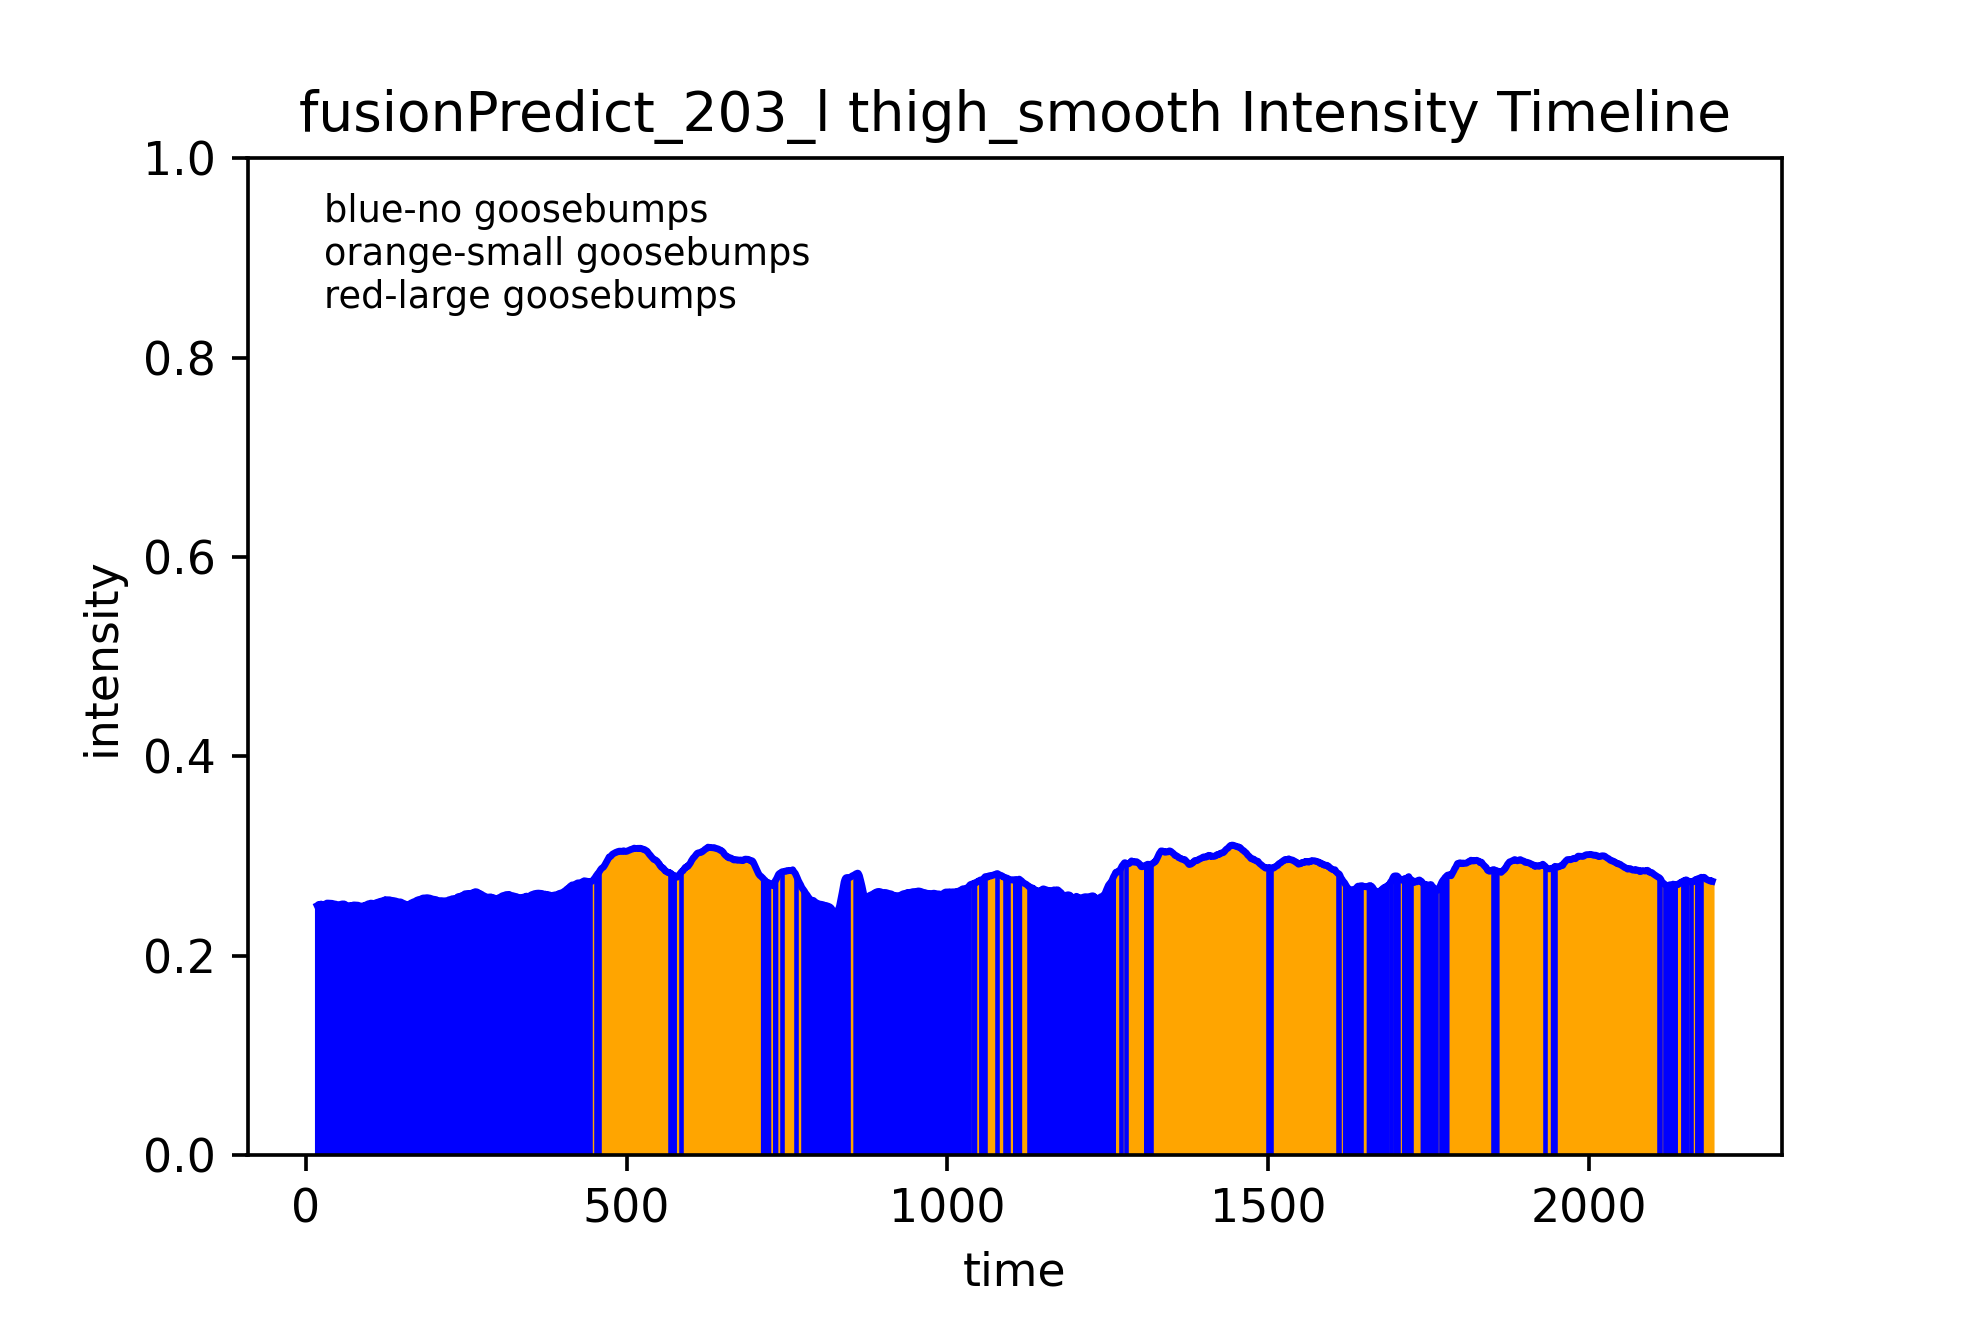 fusionPredict_203_l thigh_smooth Intensity Timeline
1.0
blue-no goosebumps
orange-small goosebumps
red-large goosebumps
0.8
0.6
intensity
0.4
0.2
0.0
0 500 1000 1500 2000
time